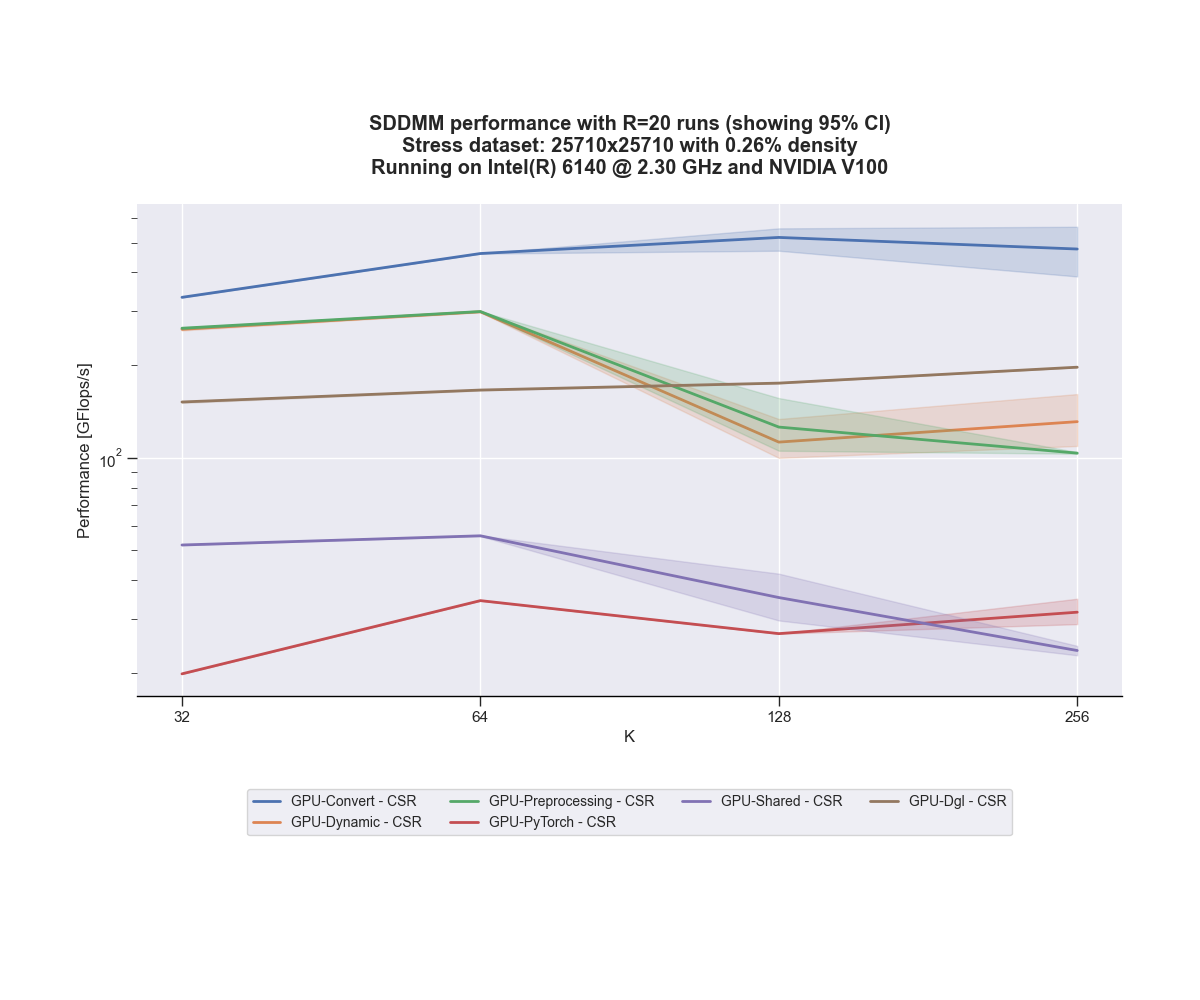 SDDMM performance with R=20 runs (showing 95% CI)
Stress dataset: 25710x25710 with 0.26% density
Running on Intel(R) 6140 @ 2.30 GHz and NVIDIA V100
Performance [GFlops/s]
10^2
32 64 128 256
K
GPU-Convert - CSR GPU-Preprocessing - CSR GPU-Shared - CSR GPU-Dgl - CSR
GPU-Dynamic - CSR GPU-PyTorch - CSR